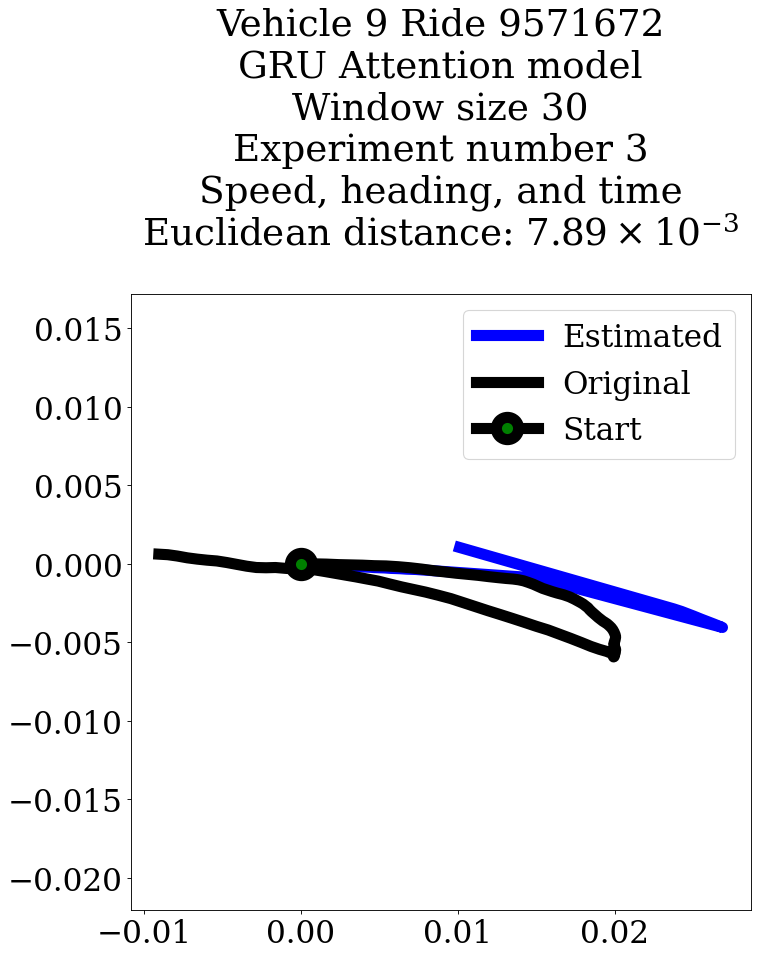 Vehicle 9 Ride 9571672
GRU Attention model
Window size 30
Experiment number 3
Speed, heading, and time
Euclidean distance: 7.89 × 10⁻³
Estimated
Original
Start
0.015
0.010
0.005
0.000
−0.005
−0.010
−0.015
−0.020
−0.01 0.00 0.01 0.02